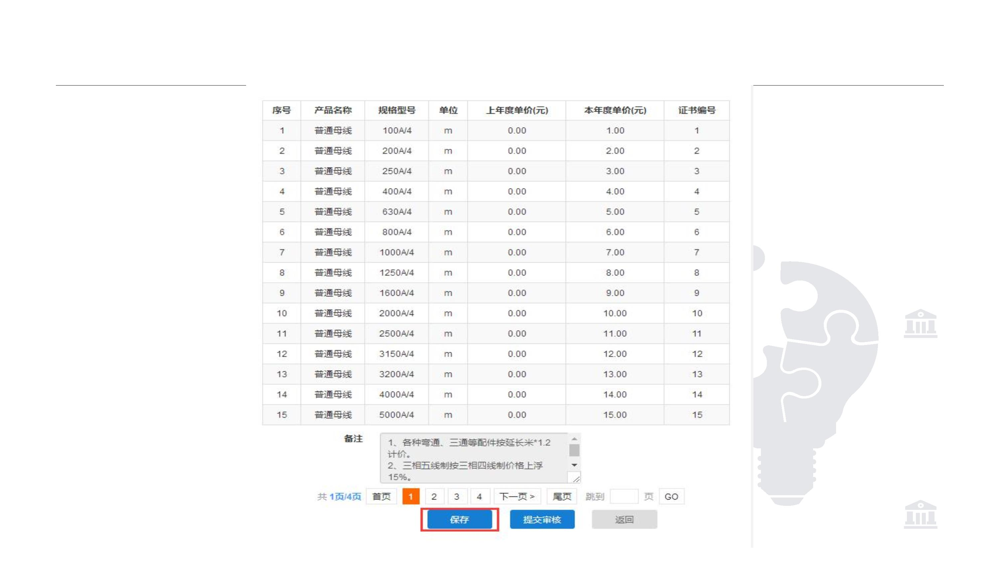 序号 产品名称 规格型号 单位 上年度单价(元) 本年度单价(元) 证书编号
1 普通母线 100A/4 m 0.00 1.00 1
2 普通母线 200A/4 m 0.00 2.00 2
3 普通母线 250A/4 m 0.00 3.00 3
4 普通母线 400A/4 m 0.00 4.00 4
5 普通母线 630A/4 m 0.00 5.00 5
6 普通母线 800A/4 m 0.00 6.00 6
7 普通母线 1000A/4 m 0.00 7.00 7
8 普通母线 1250A/4 m 0.00 8.00 8
9 普通母线 1600A/4 m 0.00 9.00 9
10 普通母线 2000A/4 m 0.00 10.00 10
11 普通母线 2500A/4 m 0.00 11.00 11
12 普通母线 3150A/4 m 0.00 12.00 12
13 普通母线 3200A/4 m 0.00 13.00 13
14 普通母线 4000A/4 m 0.00 14.00 14
15 普通母线 5000A/4 m 0.00 15.00 15
备注
1、各种弯通、三通等配件按延长米*1.2
计价。
2、三相五线制按三相四线制价格上浮
15%。
共 1页/4页 首页 1 2 3 4 下一页 > 尾页 跳到 页 GO
保存 提交审核 返回